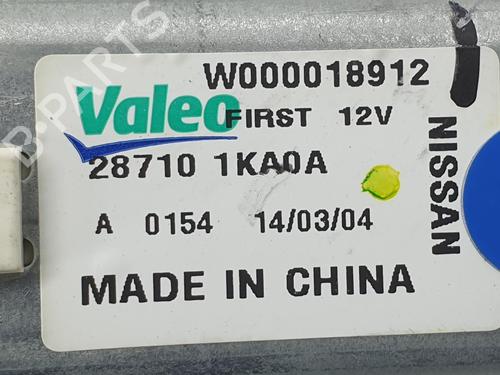 W000018912
Valeo FIRST 12V
28710 1KA0A
A 0154 14/03/04
MADE IN CHINA
NISSAN
B-PARTS